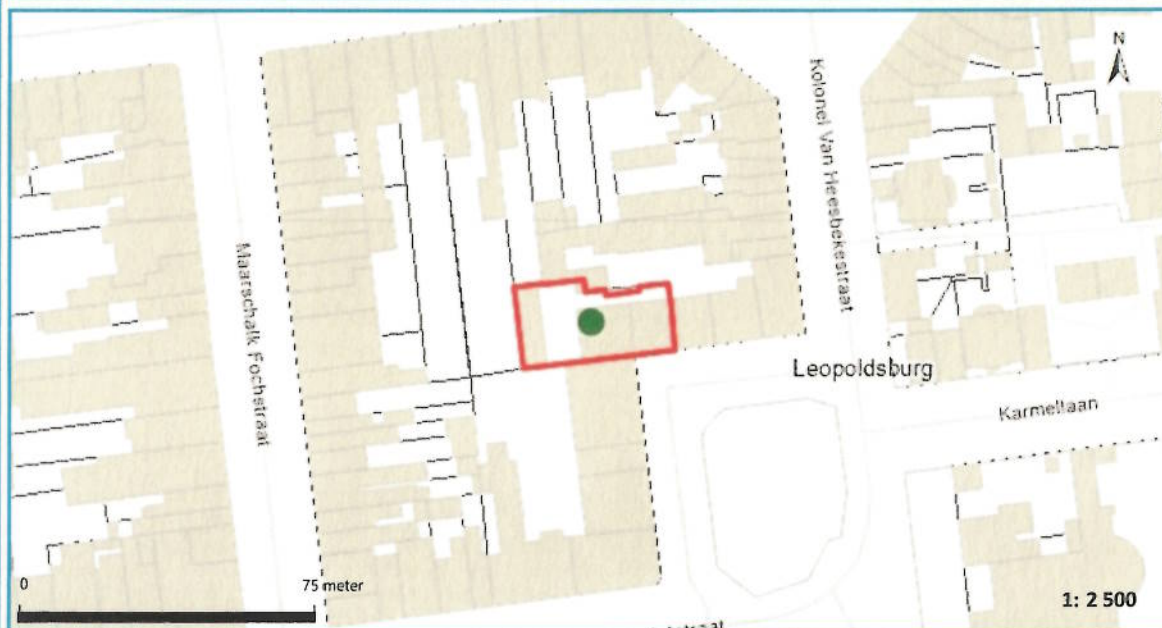 N
Kolonel Van Heesbekestraat
Maarschalk Fochstraat
Leopoldsburg
Karmellaan
0 75 meter
1: 2 500